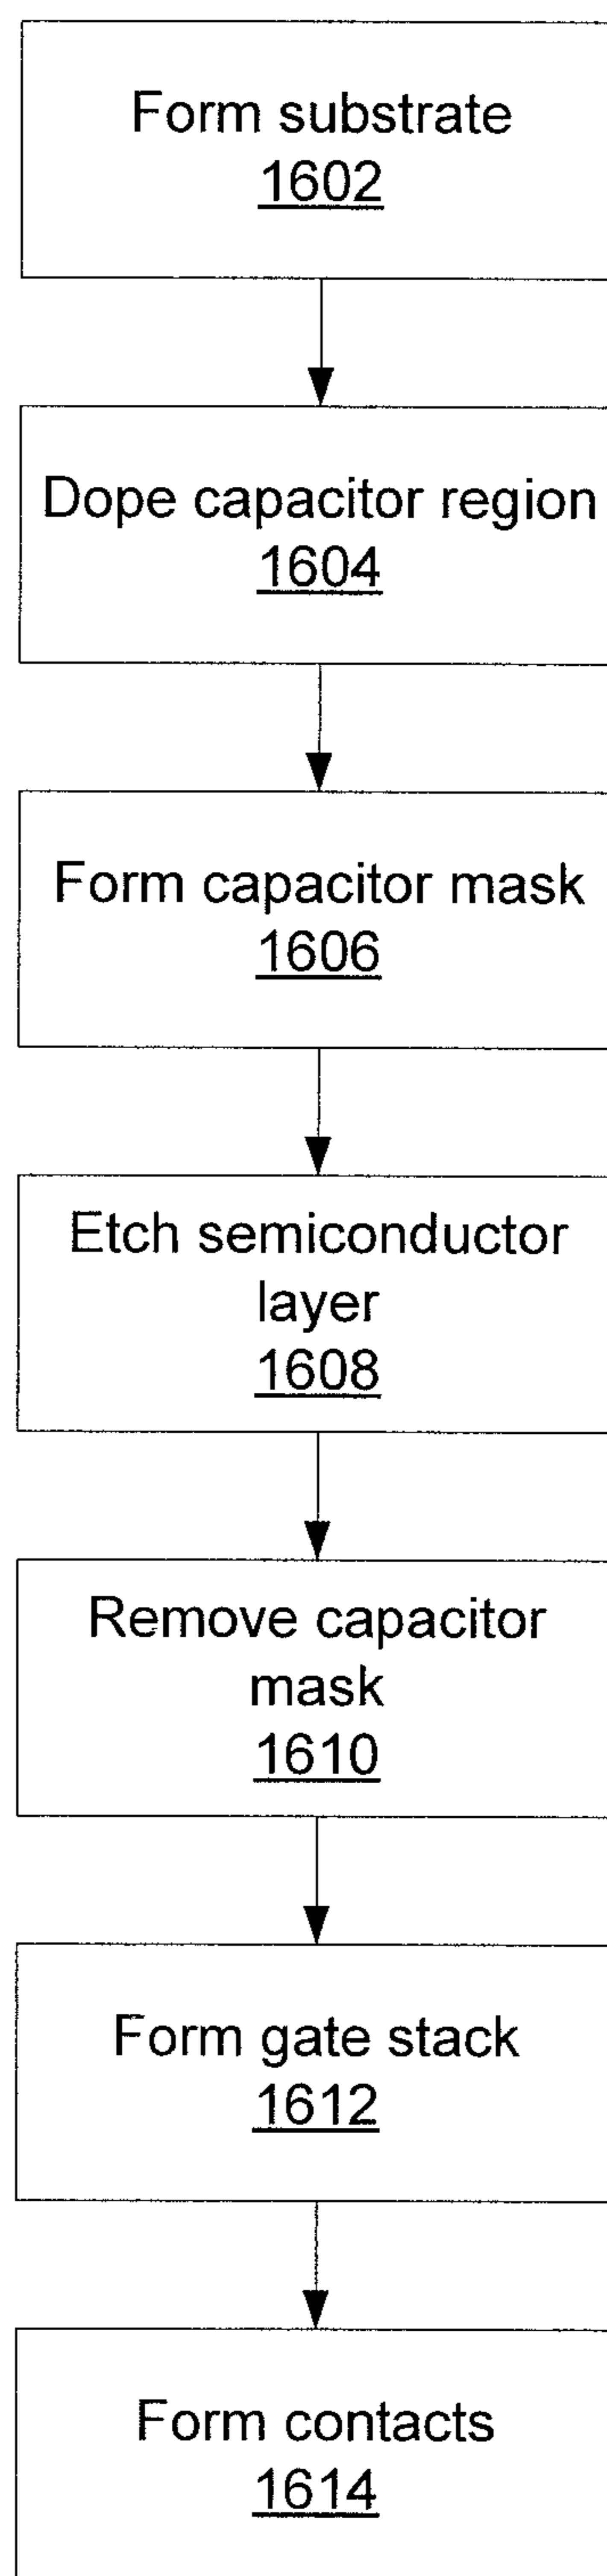 Form substrate
1602
Dope capacitor region
1604
Form capacitor mask
1606
Etch semiconductor
layer
1608
Remove capacitor
mask
1610
Form gate stack
1612
Form contacts
1614